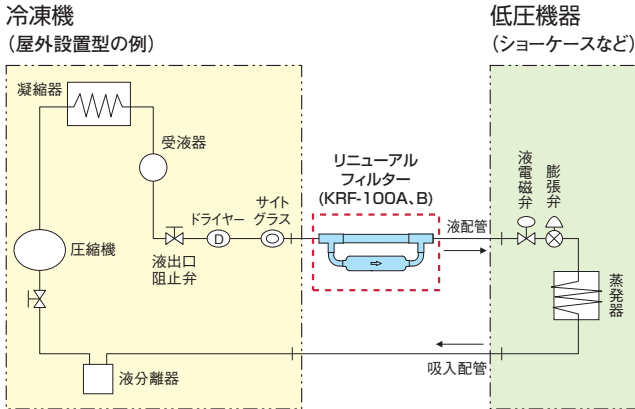 冷凍機
（屋外設置型の例）
低圧機器
（ショーケースなど）
凝縮器
受液器
リニューアル
フィルター
(KRF-100A、B)
液電磁弁
膨張弁
サイト
グラス
ドライヤー
液配管
D
圧縮機
液出口
阻止弁
蒸発器
吸入配管
液分離器